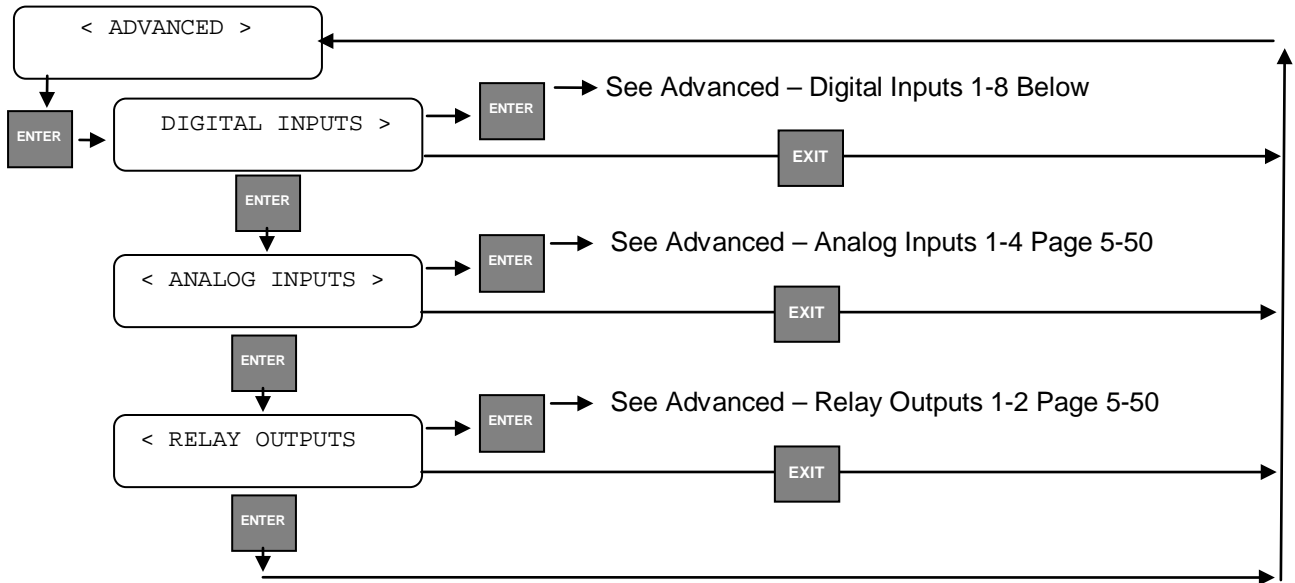 < ADVANCED >
ENTER
DIGITAL INPUTS >
ENTER
See Advanced – Digital Inputs 1-8 Below
EXIT
ENTER
< ANALOG INPUTS >
ENTER
See Advanced – Analog Inputs 1-4 Page 5-50
EXIT
ENTER
< RELAY OUTPUTS
ENTER
See Advanced – Relay Outputs 1-2 Page 5-50
EXIT
ENTER